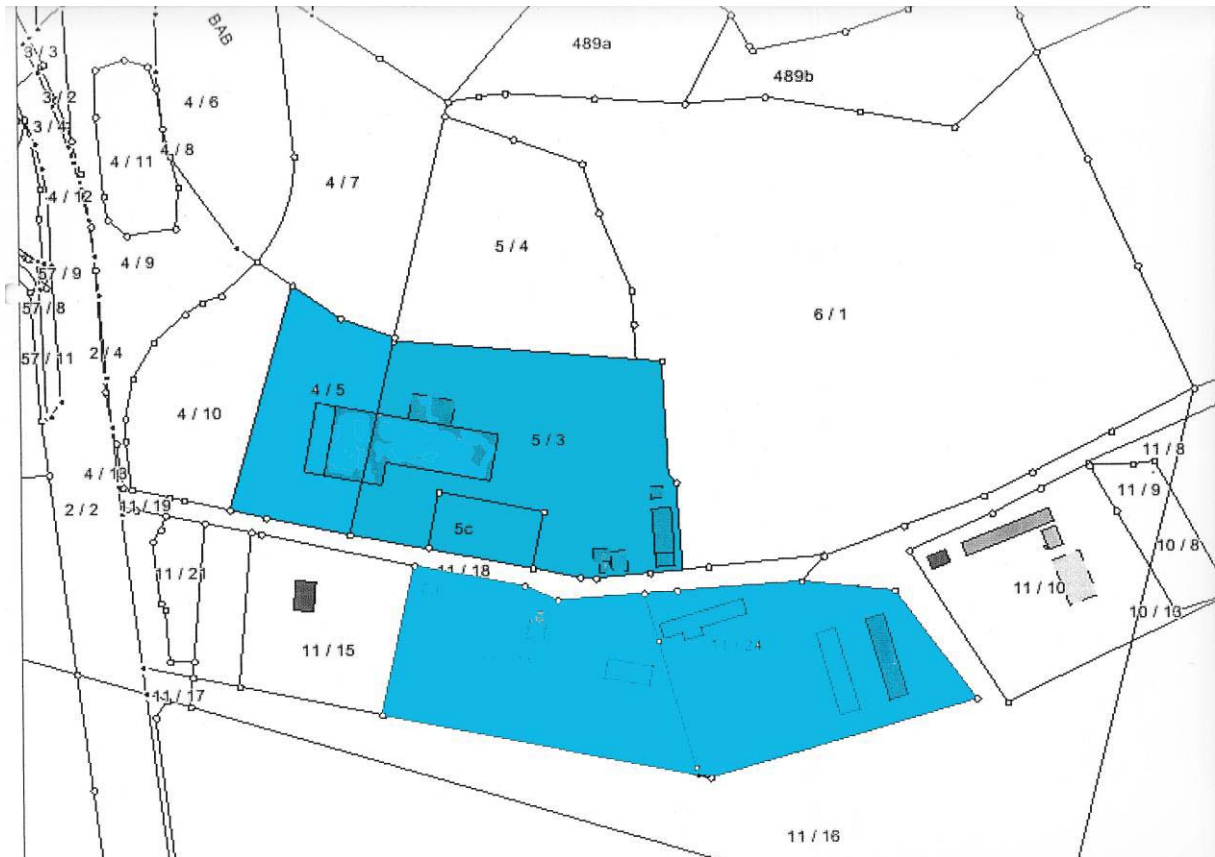 BAB
489a
3 / 3
489b
3 / 2
4 / 6
3 / 4
4 / 8
4 / 11
4 / 7
4 / 12
5 / 4
4 / 9
57 / 9
57 / 8
6 / 1
2 / 4
57 / 11
4 / 5
4 / 10
5 / 3
11 / 8
4 / 13
11 / 9
11 / 19
2 / 2
5c
10 / 8
11 / 18
11 / 21
11 / 10
10 / 13
11 / 24
11 / 15
11 / 17
11 / 16